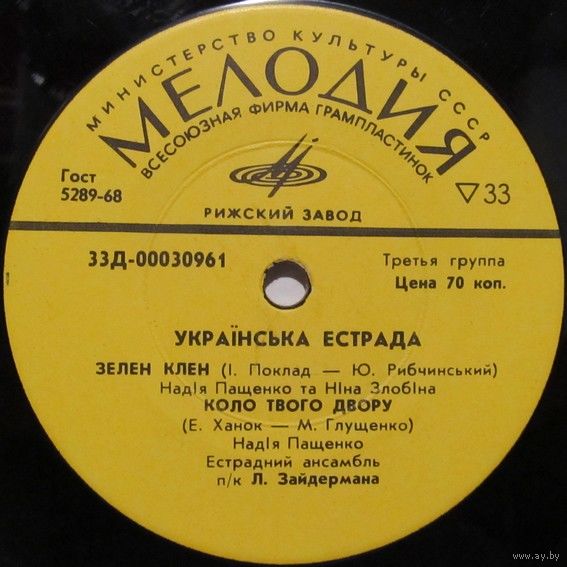 МИНИСТЕРСТВО КУЛЬТУРЫ СССР
МЕЛОДИЯ
ВСЕСОЮЗНАЯ ФИРМА ГРАМПЛАСТИНОК
Гост
5289-68
▽33
РИЖСКИЙ ЗАВОД
33Д-00030961
Третья группа
Цена 70 коп.
УКРАЇНСЬКА ЕСТРАДА
ЗЕЛЕН КЛЕН (І. Поклад — Ю. Рибчинський)
НадІя Пащенко та НІна ЗлобІна
КОЛО ТВОГО ДВОРУ
(Е. Ханок — М. Глущенко)
НадІя Пащенко
Естрадний ансамбль
п/к Л. Зайдермана
www.ay.by